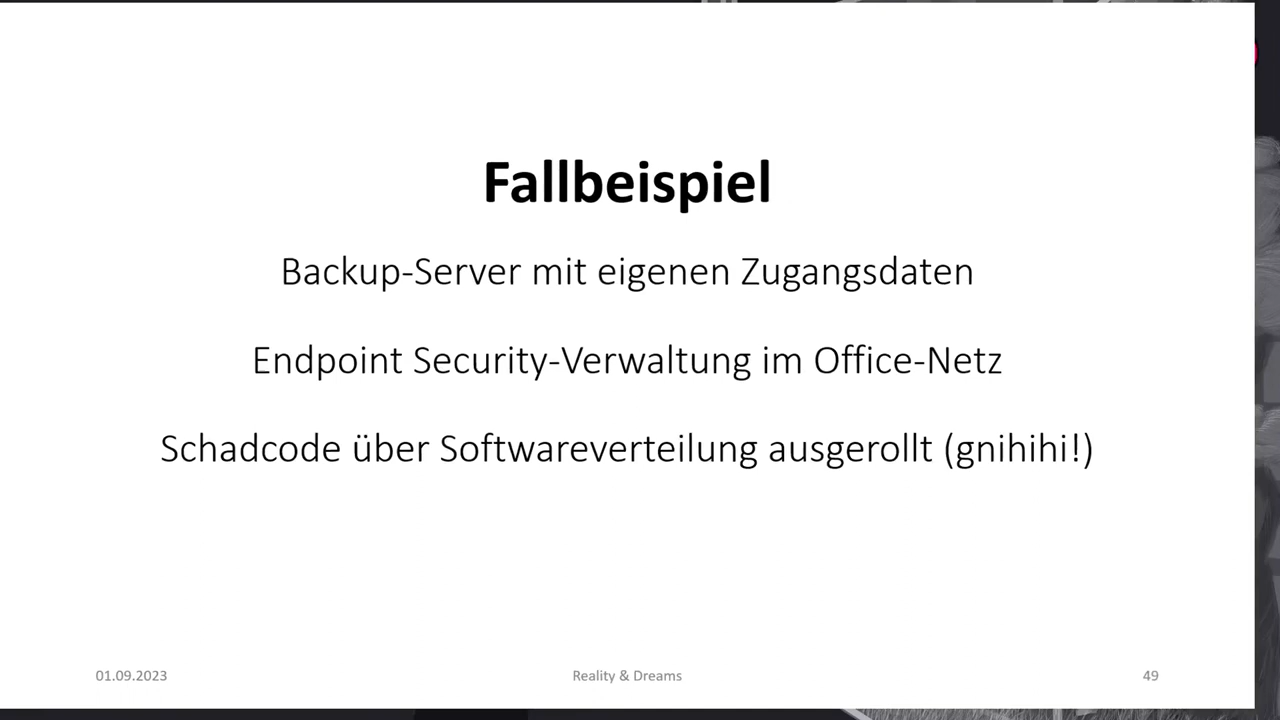 Fallbeispiel
Backup-Server mit eigenen Zugangsdaten
Endpoint Security-Verwaltung im Office-Netz
Schadcode über Softwareverteilung ausgerollt (gnihihi!)
01.09.2023
Reality & Dreams
49